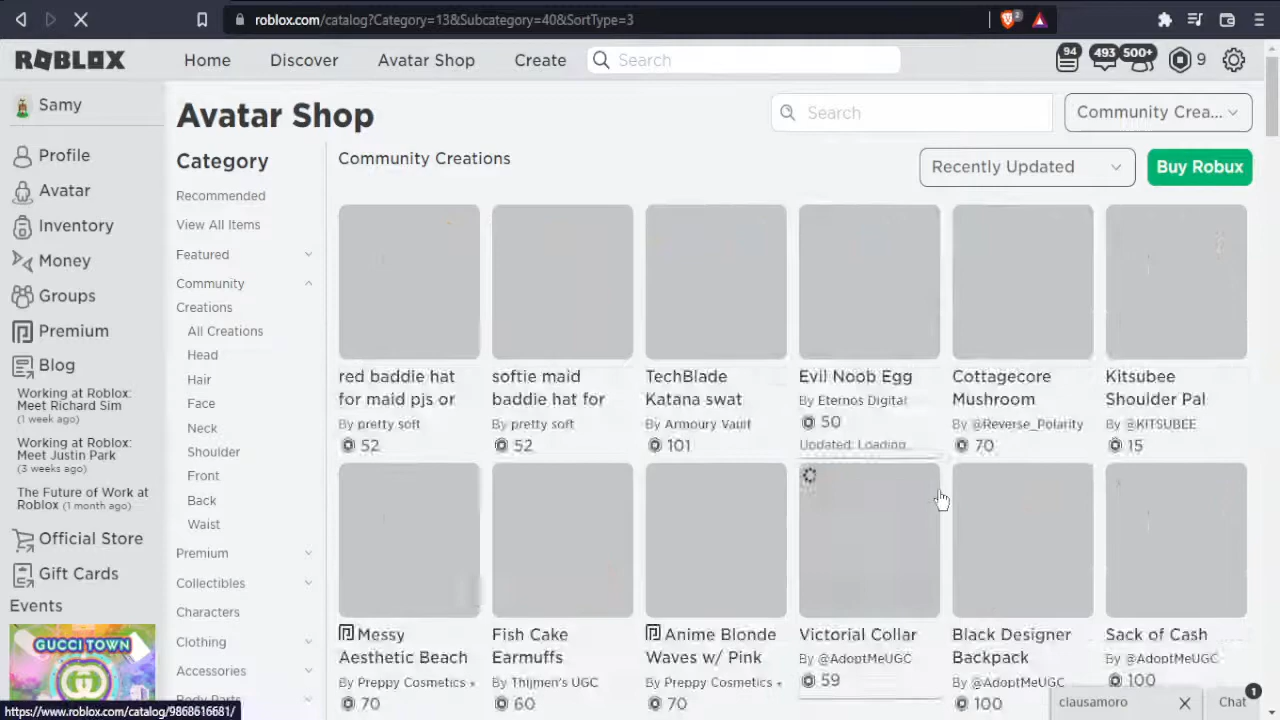 roblox.com/catalog?Category=13&Subcategory=40&SortType=3
2
ROBLOX
Home
Discover
Avatar Shop
Create
Search
94
493
500+
9
Samy
Profile
Avatar
Inventory
Money
Groups
Premium
Blog
Working at Roblox:
Meet Richard Sim
(1 week ago)
Working at Roblox:
Meet Justin Park
(3 weeks ago)
The Future of Work at
Roblox (1 month ago)
Official Store
Gift Cards
Events
GUCCI TOWN
Avatar Shop
Search
Community Crea...
Category
Recommended
View All Items
Featured
Community
Creations
All Creations
Head
Hair
Face
Neck
Shoulder
Front
Back
Waist
Premium
Collectibles
Characters
Clothing
Accessories
Body Parts
Community Creations
Recently Updated
Buy Robux
red baddie hat
for maid pjs or
By pretty soft
52
softie maid
baddie hat for
By pretty soft
52
TechBlade
Katana swat
By Armoury Vault
101
Evil Noob Egg
By Eternos Digital
50
Updated: Loading...
Cottagecore
Mushroom
By @Reverse_Polarity
70
Kitsubee
Shoulder Pal
By @KITSUBEE
15
Messy
Aesthetic Beach
By Preppy Cosmetics
70
Fish Cake
Earmuffs
By Thijmen's UGC
60
Anime Blonde
Waves w/ Pink
By Preppy Cosmetics
70
Victorial Collar
By @AdoptMeUGC
59
Black Designer
Backpack
By @AdoptMeUGC
100
Sack of Cash
By @AdoptMeUGC
100
clausamoro
Chat
1
https://www.roblox.com/catalog/9868616681/